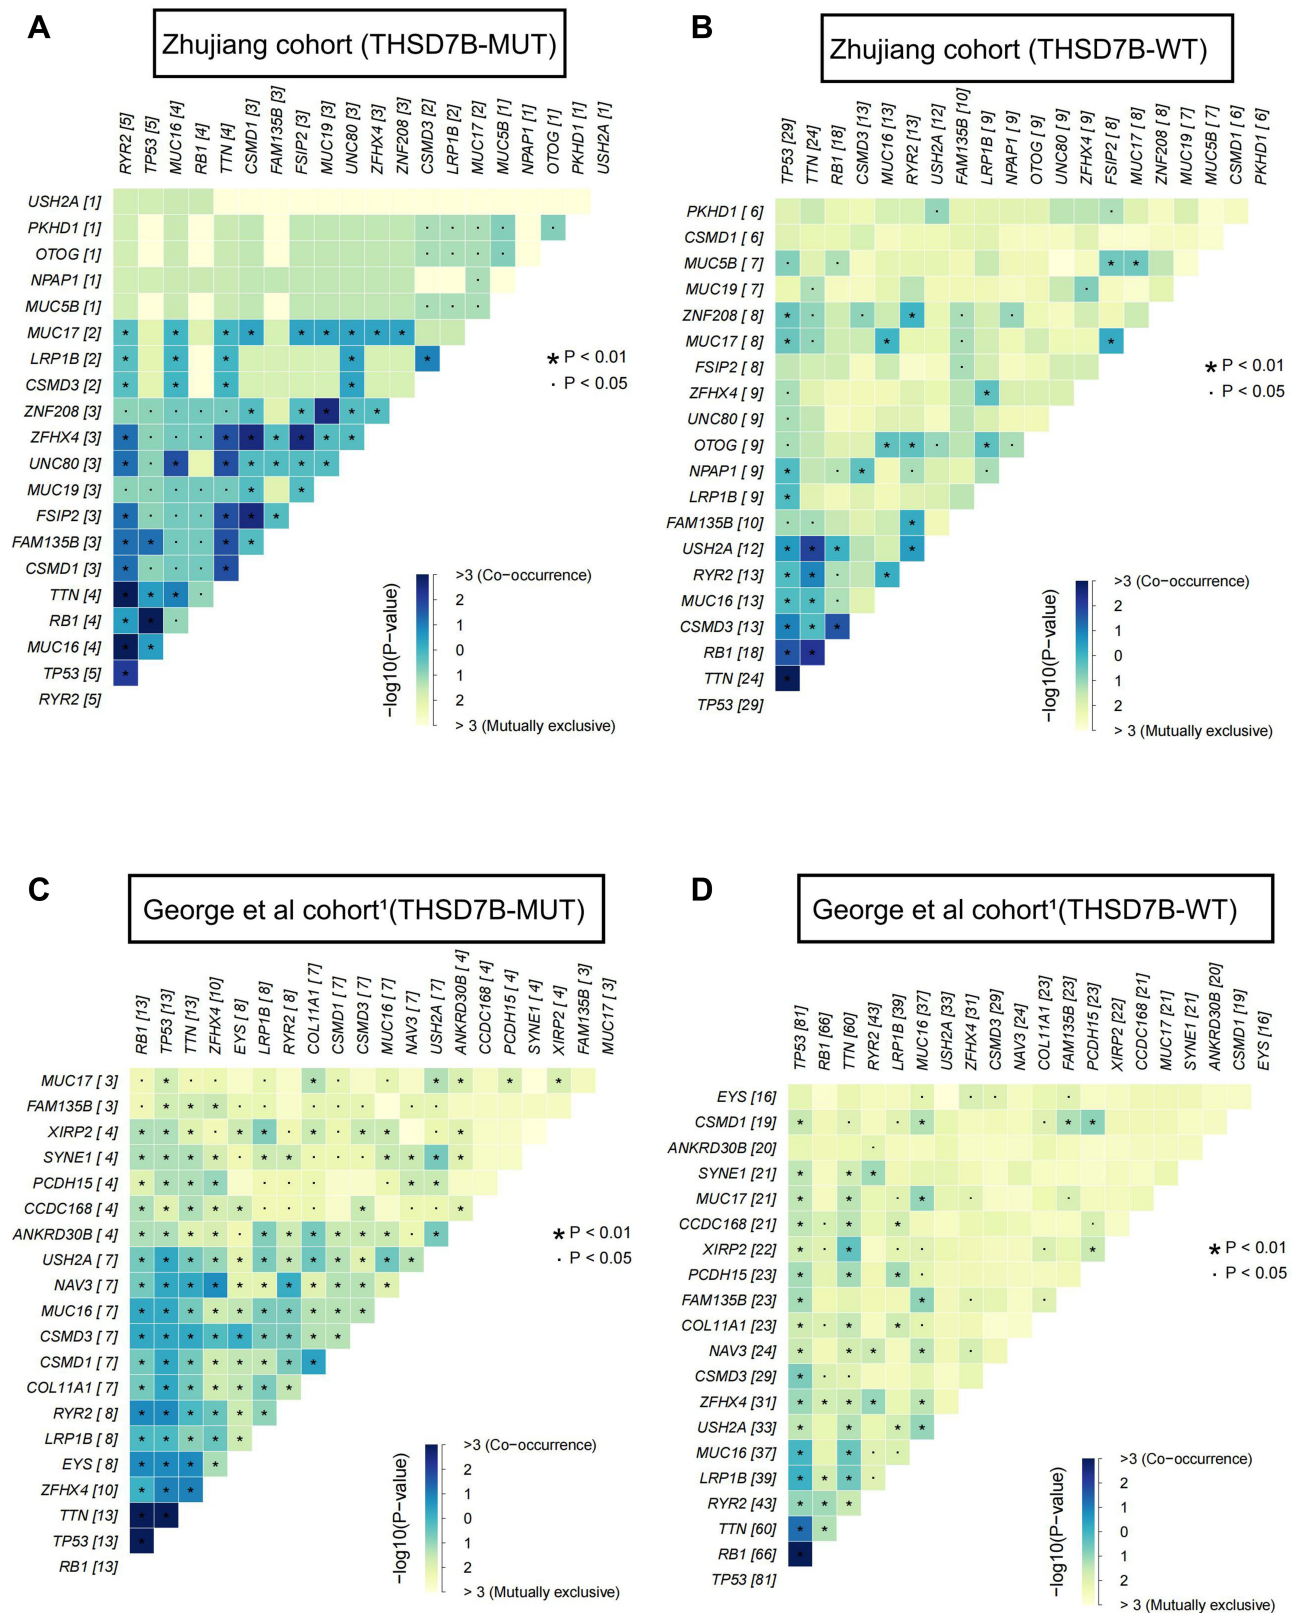 A
Zhujiang cohort (THSD7B-MUT)
RYR2 [5]
TP53 [5]
MUC16 [4]
RB1 [4]
TTN [4]
CSMD1 [3]
FAM135B [3]
FSIP2 [3]
MUC19 [3]
UNC80 [3]
ZFHX4 [3]
ZNF208 [3]
CSMD3 [2]
LRP1B [2]
MUC17 [2]
MUC5B [1]
NPAP1 [1]
OTOG [1]
PKHD1 [1]
USH2A [1]
USH2A [1]
PKHD1 [1]
OTOG [1]
NPAP1 [1]
MUC5B [1]
MUC17 [2]
LRP1B [2]
CSMD3 [2]
ZNF208 [3]
ZFHX4 [3]
UNC80 [3]
MUC19 [3]
FSIP2 [3]
FAM135B [3]
CSMD1 [3]
TTN [4]
RB1 [4]
MUC16 [4]
TP53 [5]
RYR2 [5]
* P < 0.01
· P < 0.05
−log10(P−value)
>3 (Co−occurrence)
2
1
0
1
2
> 3 (Mutually exclusive)
B
Zhujiang cohort (THSD7B-WT)
TP53 [29]
TTN [24]
RB1 [18]
CSMD3 [13]
MUC16 [13]
RYR2 [13]
USH2A [12]
FAM135B [10]
LRP1B [ 9]
NPAP1 [ 9]
OTOG [ 9]
UNC80 [ 9]
ZFHX4 [ 9]
FSIP2 [ 8]
MUC17 [ 8]
ZNF208 [ 8]
MUC19 [ 7]
MUC5B [ 7]
CSMD1 [ 6]
PKHD1 [ 6]
PKHD1 [ 6]
CSMD1 [ 6]
MUC5B [ 7]
MUC19 [ 7]
ZNF208 [ 8]
MUC17 [ 8]
FSIP2 [ 8]
ZFHX4 [ 9]
UNC80 [ 9]
OTOG [ 9]
NPAP1 [ 9]
LRP1B [ 9]
FAM135B [10]
USH2A [12]
RYR2 [13]
MUC16 [13]
CSMD3 [13]
RB1 [18]
TTN [24]
TP53 [29]
* P < 0.01
· P < 0.05
−log10(P−value)
>3 (Co−occurrence)
2
1
0
1
2
> 3 (Mutually exclusive)
C
George et al cohort¹(THSD7B-MUT)
RB1 [13]
TP53 [13]
TTN [13]
ZFHX4 [10]
EYS [ 8]
LRP1B [ 8]
RYR2 [ 8]
COL11A1 [ 7]
CSMD1 [ 7]
CSMD3 [ 7]
MUC16 [ 7]
NAV3 [ 7]
USH2A [ 7]
ANKRD30B [ 4]
CCDC168 [ 4]
PCDH15 [ 4]
SYNE1 [ 4]
XIRP2 [ 4]
FAM135B [ 3]
MUC17 [ 3]
MUC17 [ 3]
FAM135B [ 3]
XIRP2 [ 4]
SYNE1 [ 4]
PCDH15 [ 4]
CCDC168 [ 4]
ANKRD30B [ 4]
USH2A [ 7]
NAV3 [ 7]
MUC16 [ 7]
CSMD3 [ 7]
CSMD1 [ 7]
COL11A1 [ 7]
RYR2 [ 8]
LRP1B [ 8]
EYS [ 8]
ZFHX4 [10]
TTN [13]
TP53 [13]
RB1 [13]
* P < 0.01
· P < 0.05
−log10(P−value)
>3 (Co−occurrence)
2
1
0
1
2
> 3 (Mutually exclusive)
D
George et al cohort¹(THSD7B-WT)
TP53 [81]
RB1 [66]
TTN [60]
RYR2 [43]
LRP1B [39]
MUC16 [37]
USH2A [33]
ZFHX4 [31]
CSMD3 [29]
NAV3 [24]
COL11A1 [23]
FAM135B [23]
PCDH15 [23]
XIRP2 [22]
CCDC168 [21]
MUC17 [21]
SYNE1 [21]
ANKRD30B [20]
CSMD1 [19]
EYS [16]
EYS [16]
CSMD1 [19]
ANKRD30B [20]
SYNE1 [21]
MUC17 [21]
CCDC168 [21]
XIRP2 [22]
PCDH15 [23]
FAM135B [23]
COL11A1 [23]
NAV3 [24]
CSMD3 [29]
ZFHX4 [31]
USH2A [33]
MUC16 [37]
LRP1B [39]
RYR2 [43]
TTN [60]
RB1 [66]
TP53 [81]
* P < 0.01
· P < 0.05
−log10(P−value)
>3 (Co−occurrence)
2
1
0
1
2
> 3 (Mutually exclusive)